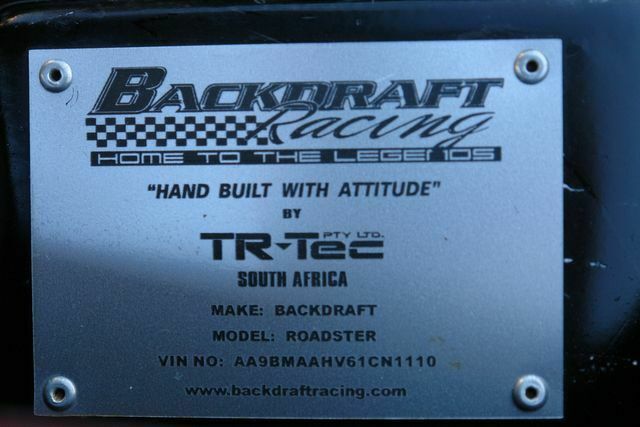 BACKDRAFT
Racing
HOME TO THE LEGENDS
"HAND BUILT WITH ATTITUDE"
BY
TR-Tec PTY LTD.
SOUTH AFRICA
MAKE: BACKDRAFT
MODEL: ROADSTER
VIN NO: AA9BMAAHV61CN1110
www.backdraftracing.com